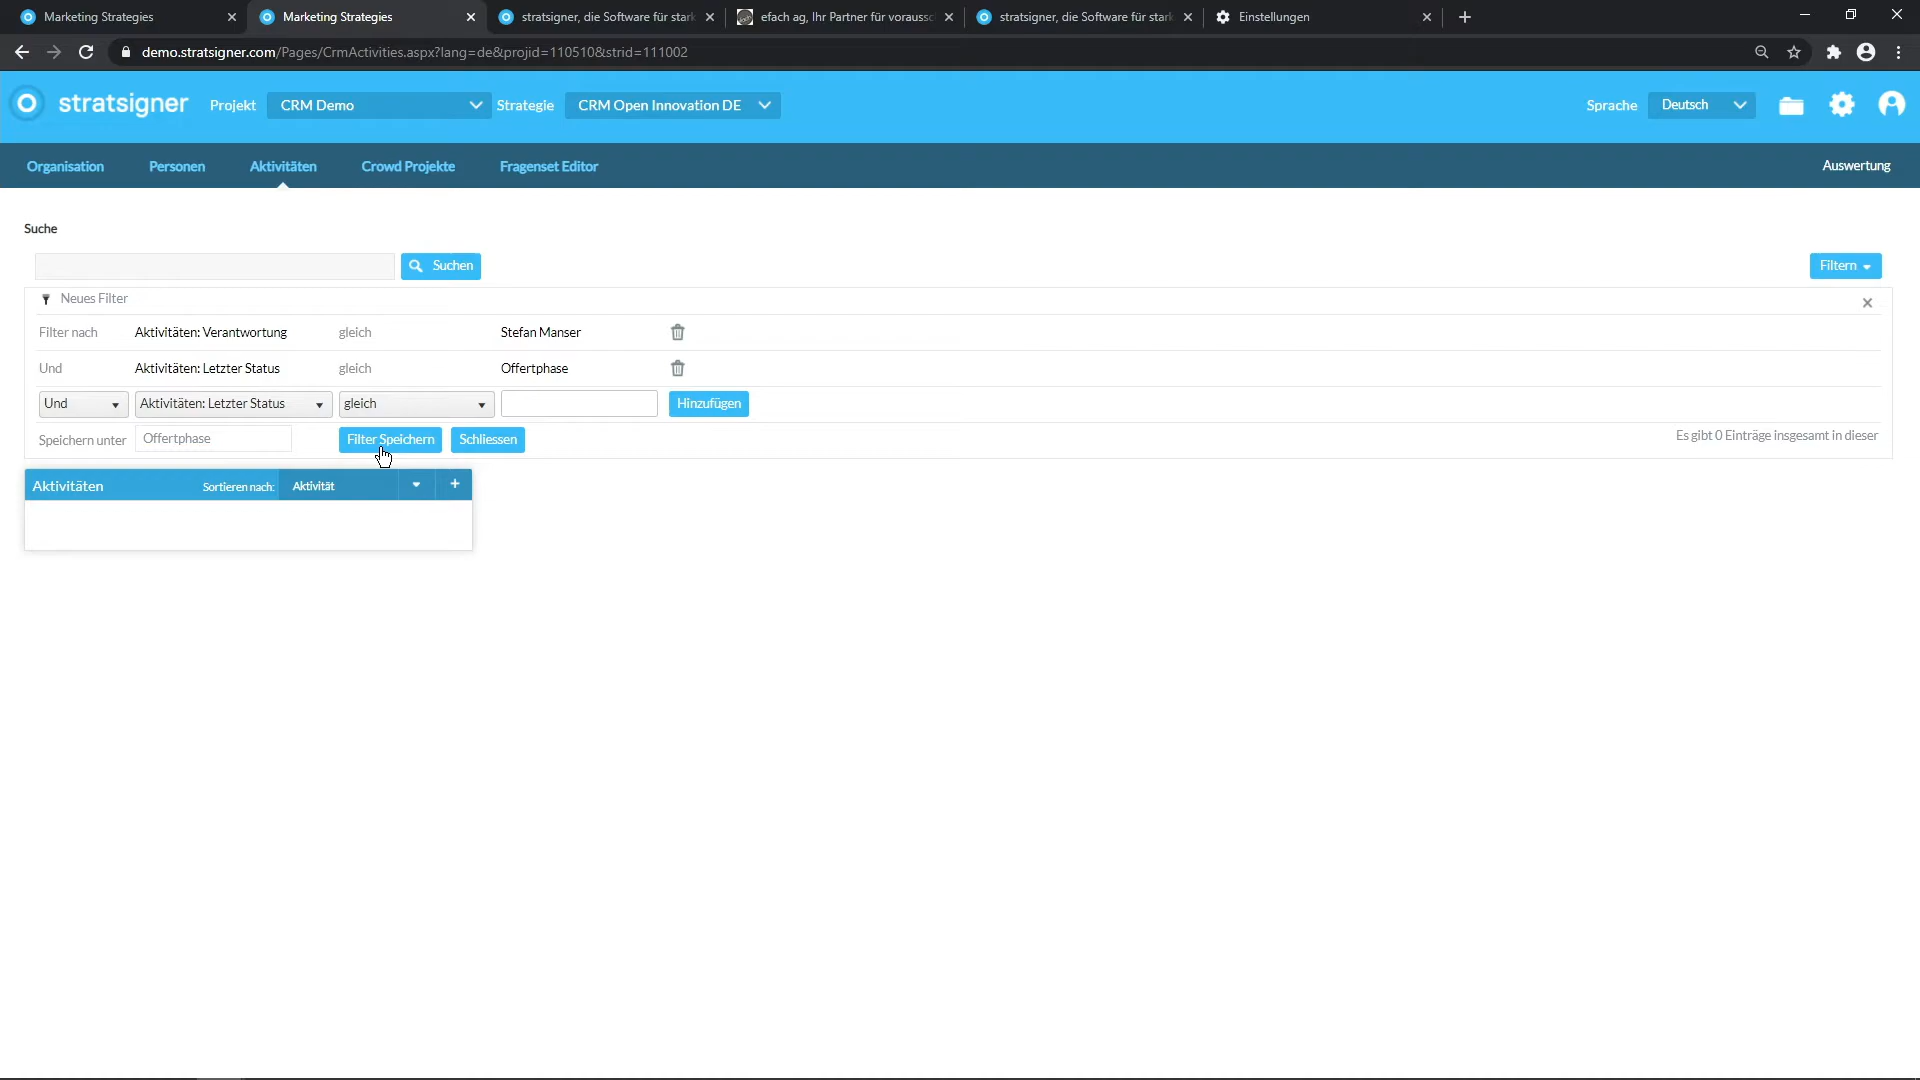 Marketing Strategies
Marketing Strategies
stratsigner, die Software für stark
efach ag, Ihr Partner für voraussc
stratsigner, die Software für stark
Einstellungen
demo.stratsigner.com/Pages/CrmActivities.aspx?lang=de&projid=110510&strid=111002
stratsigner
Projekt
CRM Demo
Strategie
CRM Open Innovation DE
Sprache
Deutsch
Organisation
Personen
Aktivitäten
Crowd Projekte
Fragenset Editor
Auswertung
Suche
Suchen
Filtern
Neues Filter
Filter nach Aktivitäten: Verantwortung gleich Stefan Manser
Und Aktivitäten: Letzter Status gleich Offertphase
Und Aktivitäten: Letzter Status gleich Hinzufügen
Speichern unter Offertphase Filter Speichern Schliessen
Es gibt 0 Einträge insgesamt in dieser
Aktivitäten
Sortieren nach:
Aktivität